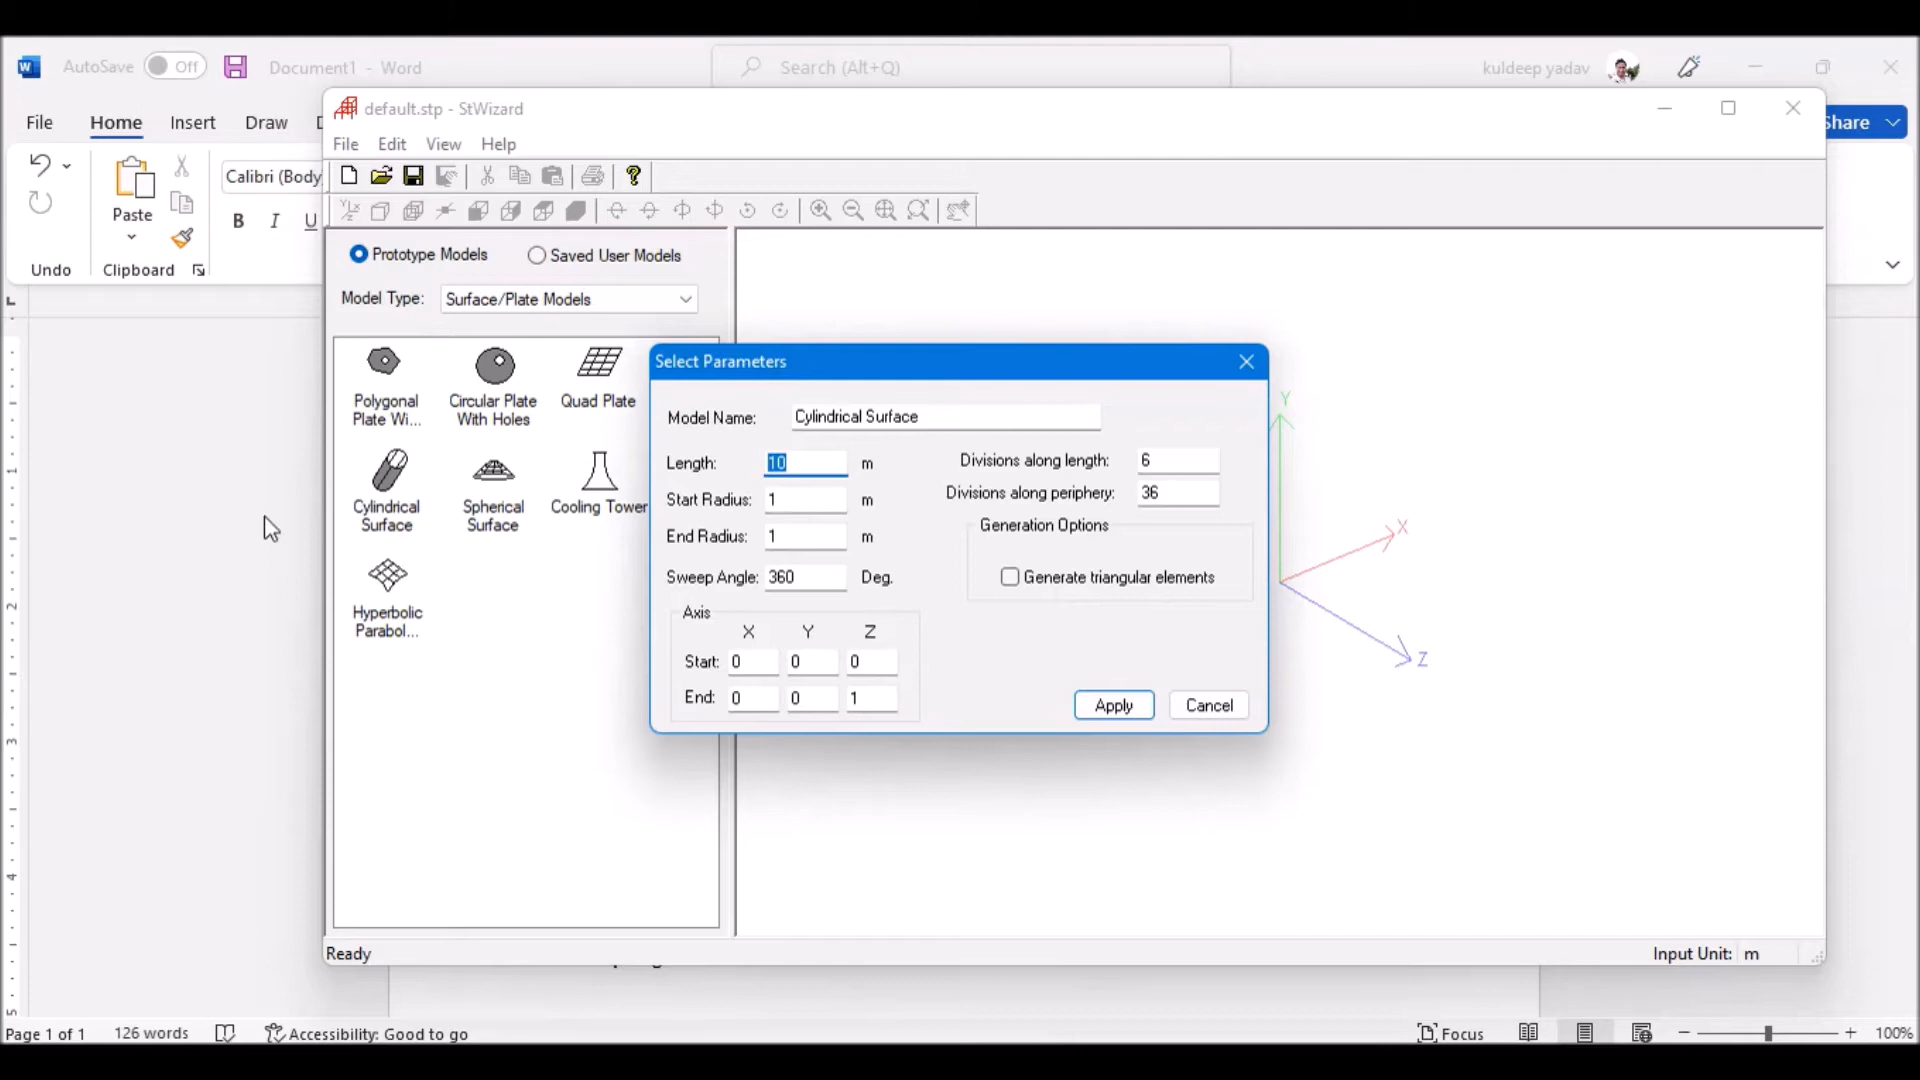 AutoSave Off Document1 - Word Search (Alt+Q) kuldeep yadav
File Home Insert Draw Share
default.stp - StWizard
File Edit View Help
Calibri (Body
Paste
B I U
Undo Clipboard
Prototype Models Saved User Models
Model Type: Surface/Plate Models
Polygonal Plate Wi...
Circular Plate With Holes
Quad Plate
Cylindrical Surface
Spherical Surface
Cooling Tower
Hyperbolic Parabol...
Select Parameters
Model Name: Cylindrical Surface
Length: 10 m
Divisions along length: 6
Start Radius: 1 m
Divisions along periphery: 36
End Radius: 1 m
Generation Options
Sweep Angle: 360 Deg.
Generate triangular elements
Axis
X Y Z
Start: 0 0 0
End: 0 0 1
Apply Cancel
Y
X
Z
Ready Input Unit: m
1
2
3
4
5
Page 1 of 1 126 words Accessibility: Good to go Focus 100%